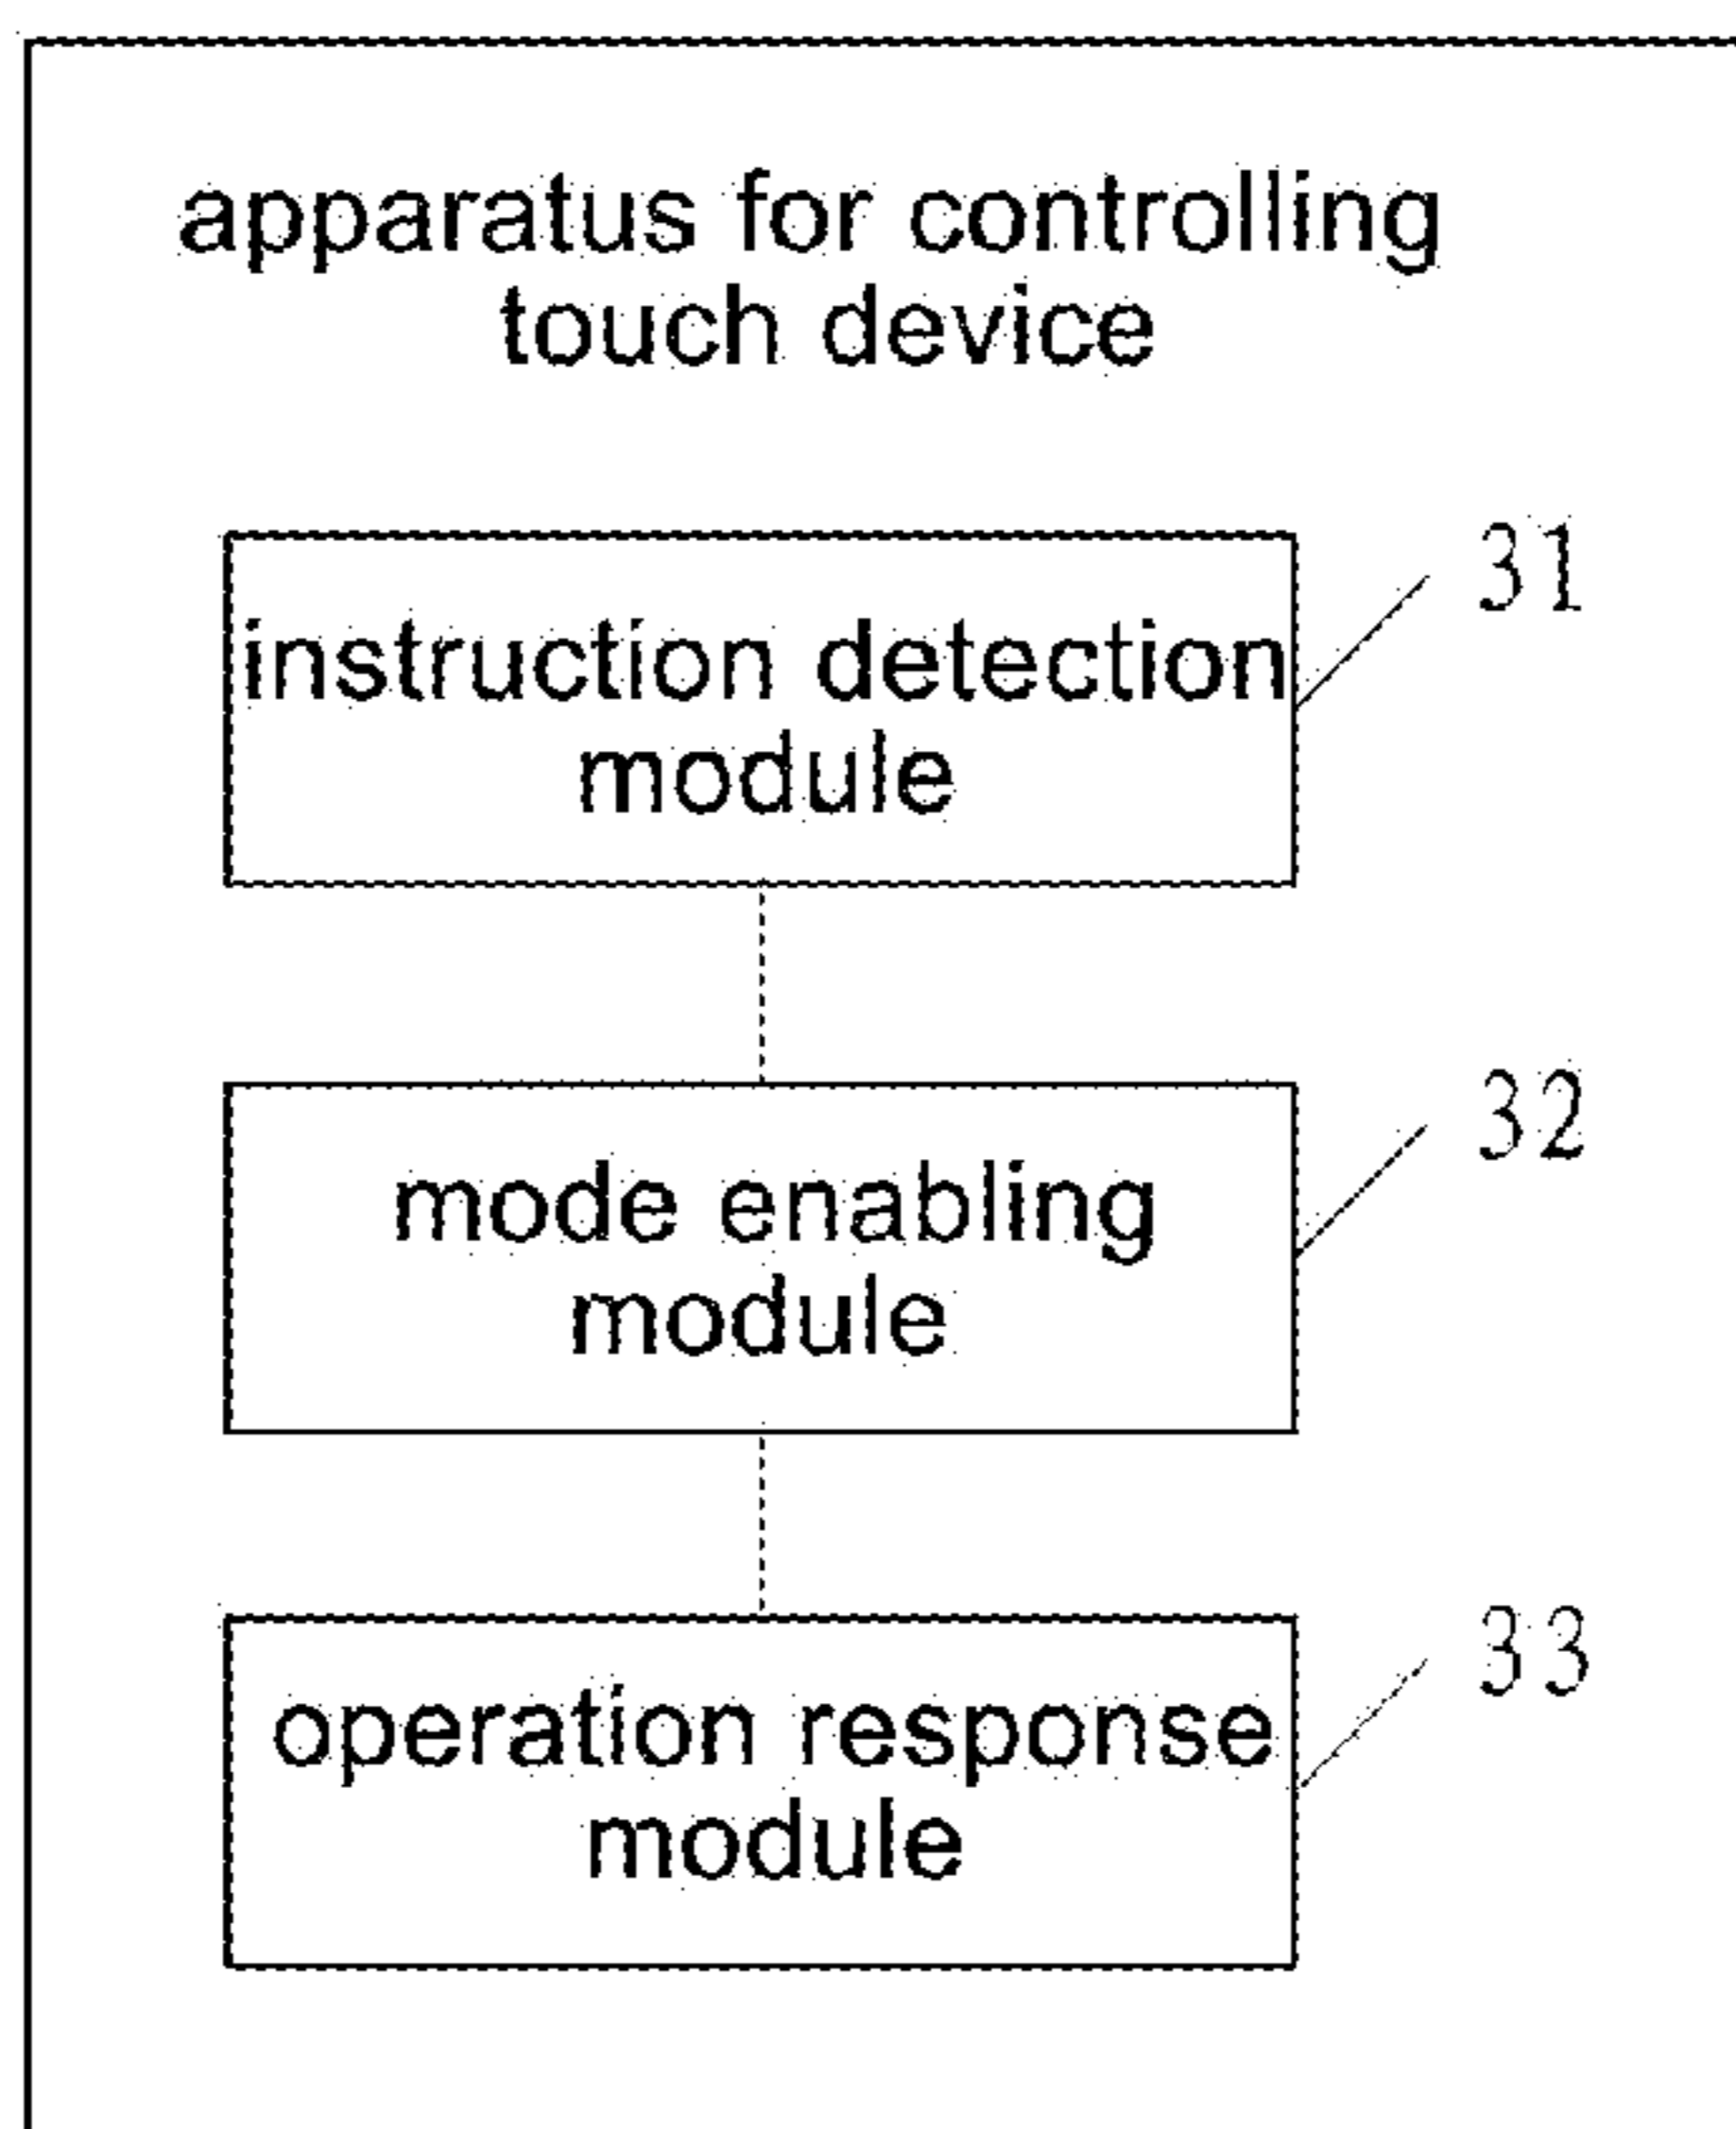 apparatus for controlling
touch device
31
instruction detection
module
32
mode enabling
module
33
operation response
module